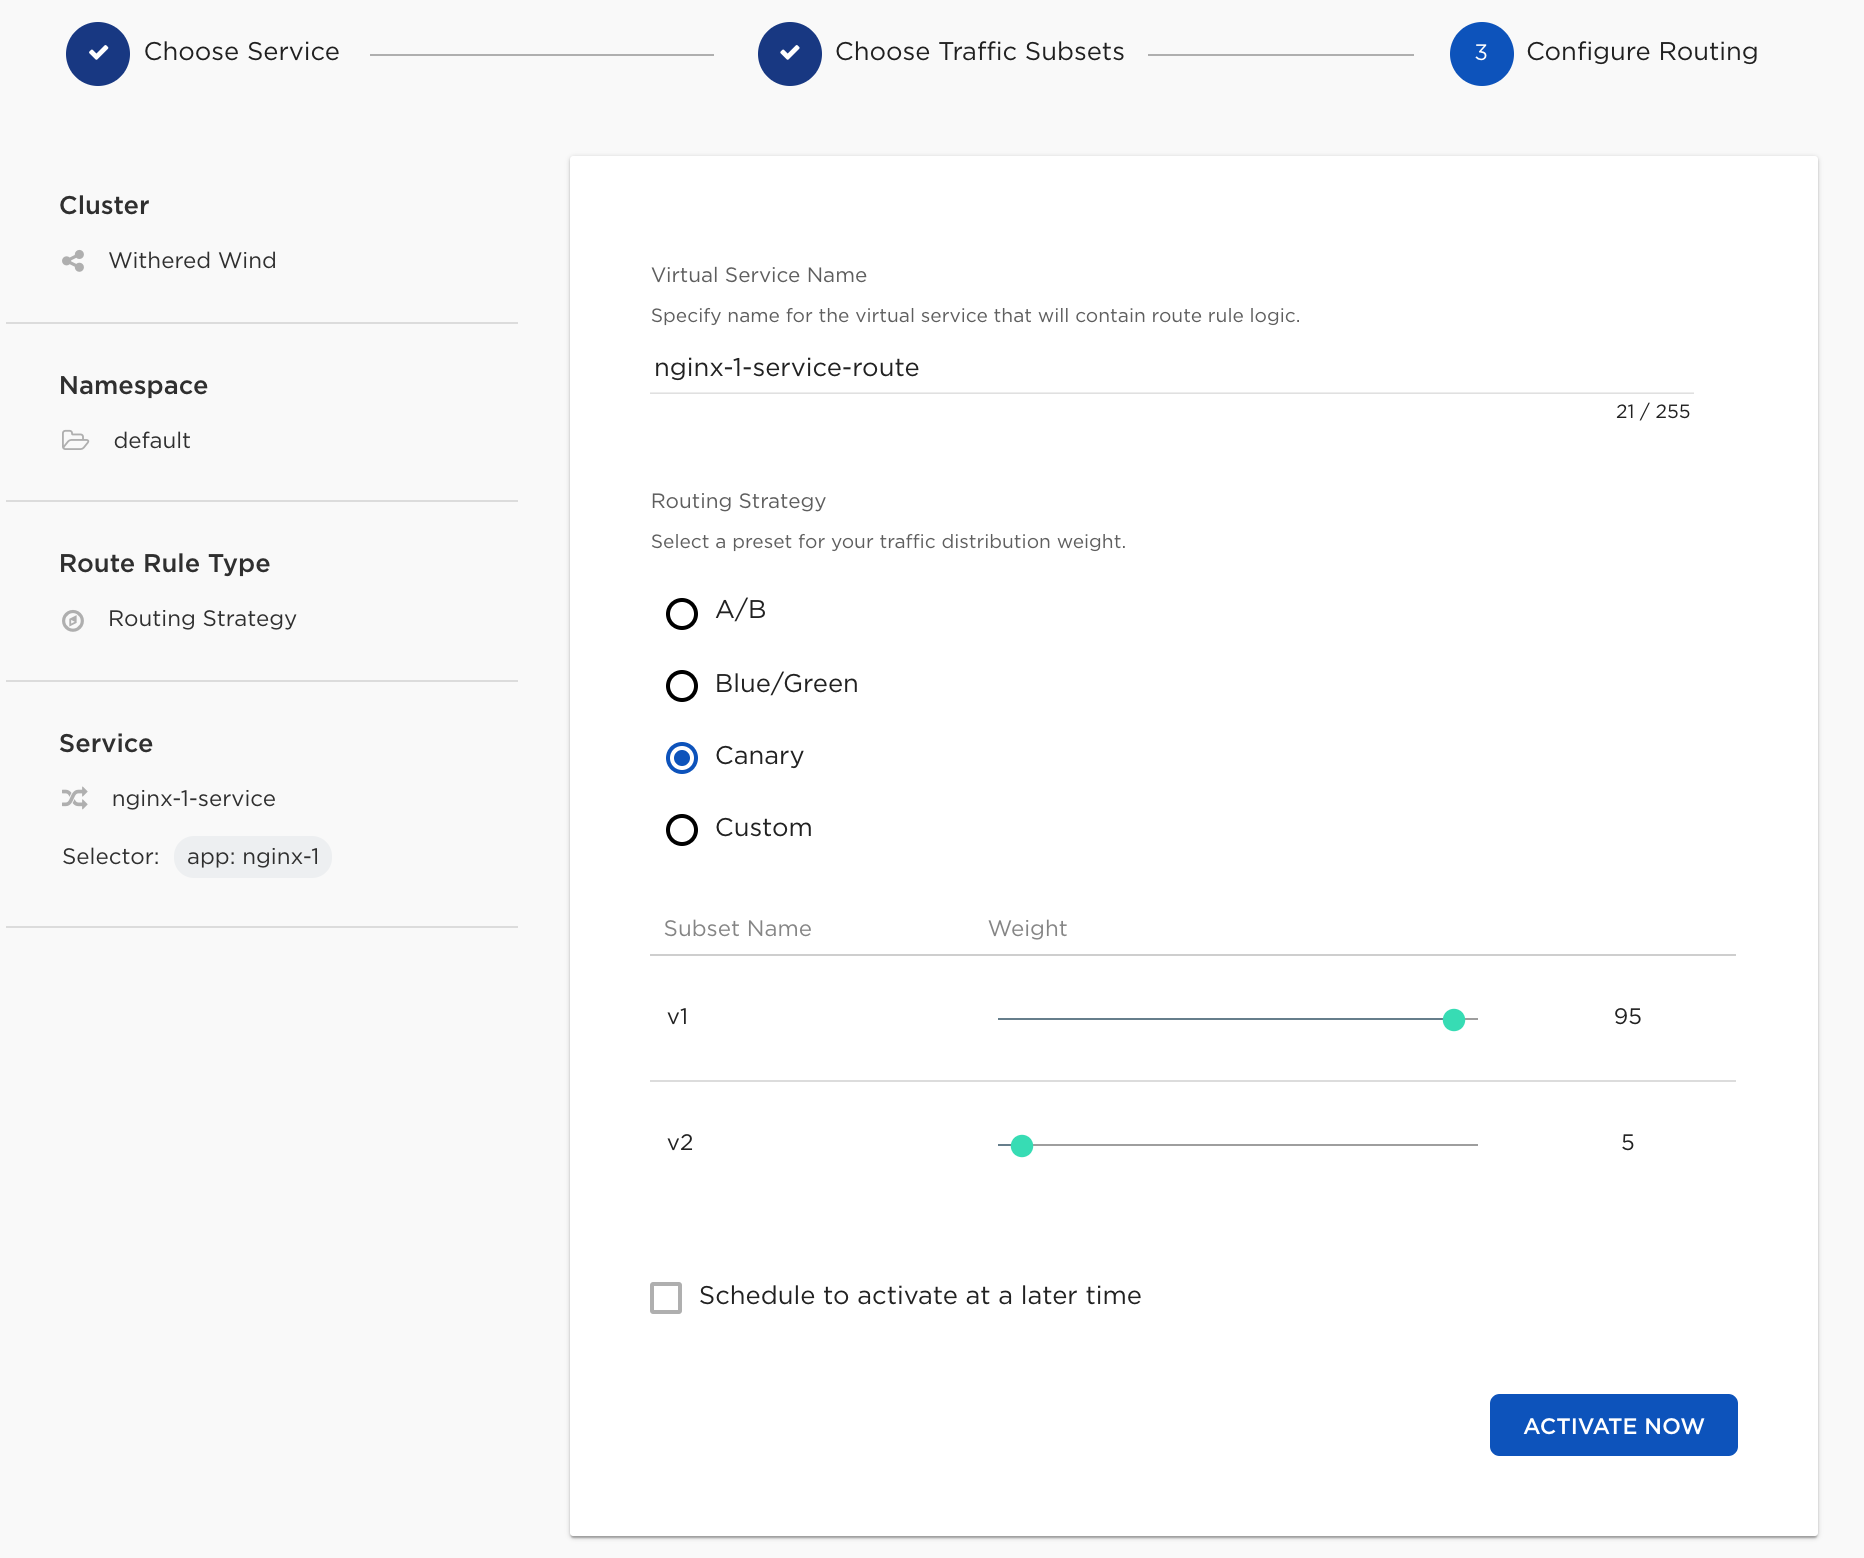 Choose Service
Choose Traffic Subsets
3 Configure Routing
Cluster
Withered Wind
Namespace
default
Route Rule Type
Routing Strategy
Service
nginx-1-service
Selector: app: nginx-1
Virtual Service Name
Specify name for the virtual service that will contain route rule logic.
nginx-1-service-route
21 / 255
Routing Strategy
Select a preset for your traffic distribution weight.
A/B
Blue/Green
Canary
Custom
Subset Name Weight
v1 95
v2 5
Schedule to activate at a later time
ACTIVATE NOW